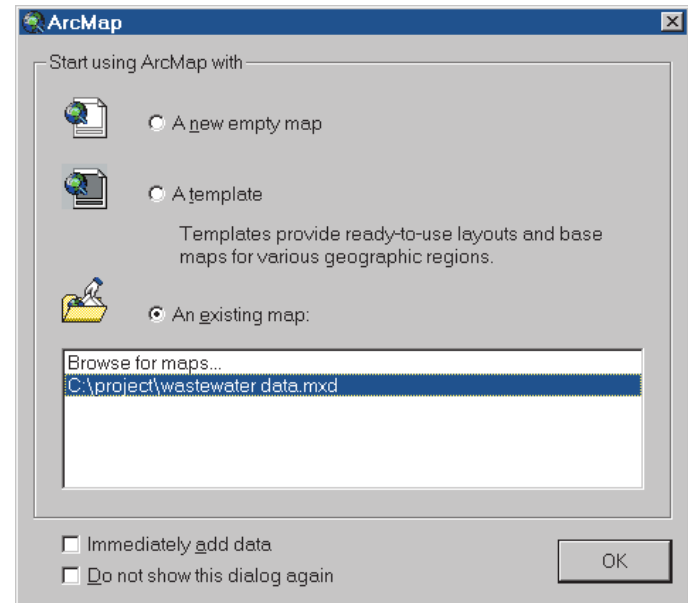 ArcMap
Start using ArcMap with
A new empty map
A template
Templates provide ready-to-use layouts and base
maps for various geographic regions.
An existing map:
Browse for maps...
C:\project\wastewater data.mxd
Immediately add data
Do not show this dialog again
OK